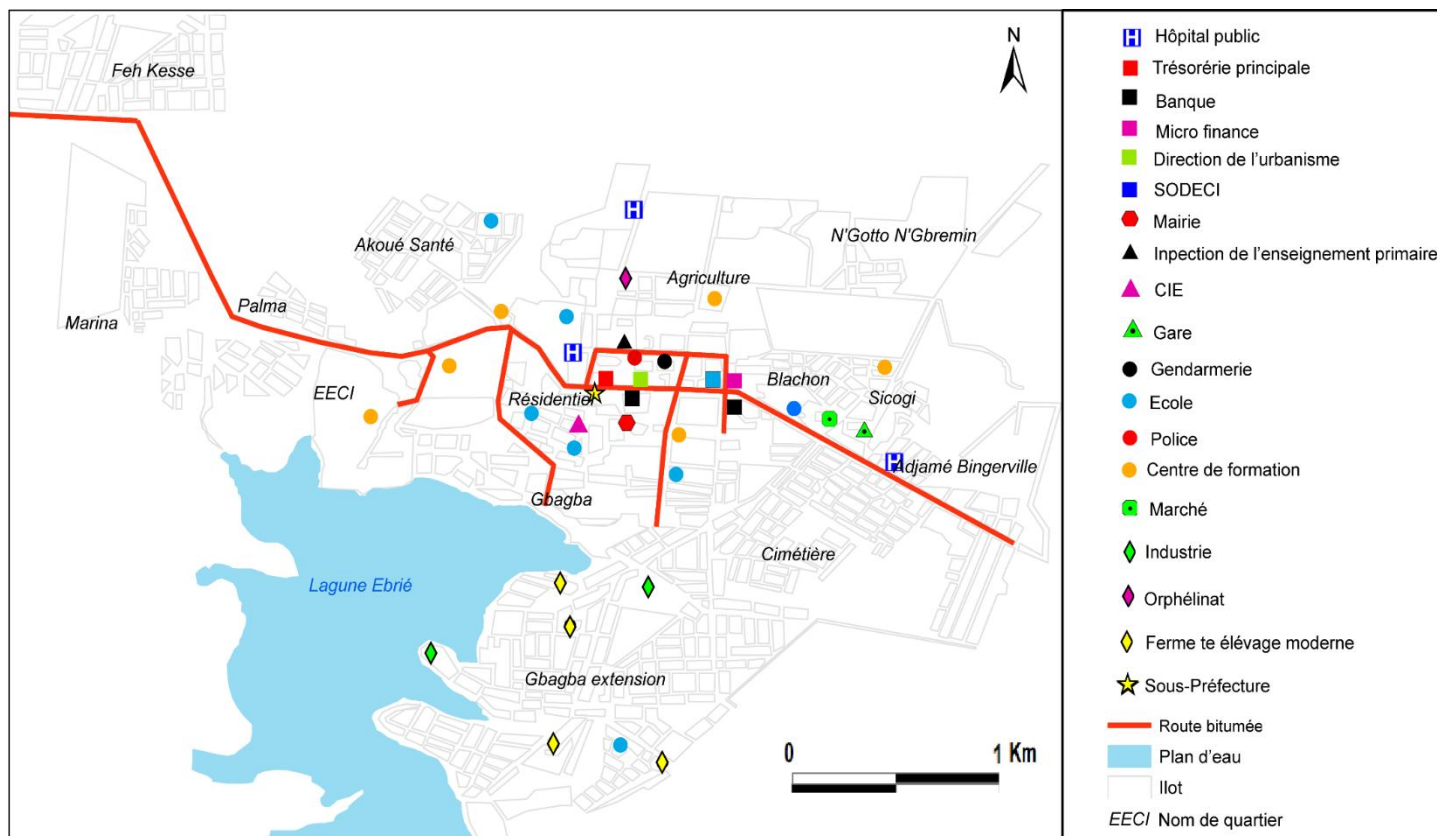 Feh Kesse
N
Akoué Santé
N'Gotto N'Gbremin
Agriculture
Palma
Marina
EECI
Résidentiel
Blachon
Sicogi
Adjamé Bingerville
Gbagba
Cimétière
Lagune Ebrié
Gbagba extension
0
1 Km
H
H
H
H Hôpital public
Trésorérie principale
Banque
Micro finance
Direction de l'urbanisme
SODECI
Mairie
Inpection de l'enseignement primaire
CIE
Gare
Gendarmerie
Ecole
Police
Centre de formation
Marché
Industrie
Orphélinat
Ferme te élévage moderne
Sous-Préfecture
Route bitumée
Plan d'eau
Ilot
EECI Nom de quartier